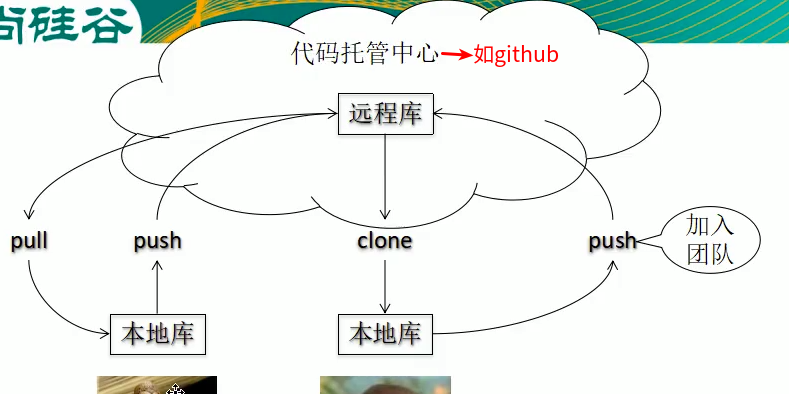 尚硅谷
代码托管中心
如github
远程库
pull
push
clone
push
加入
团队
本地库
本地库